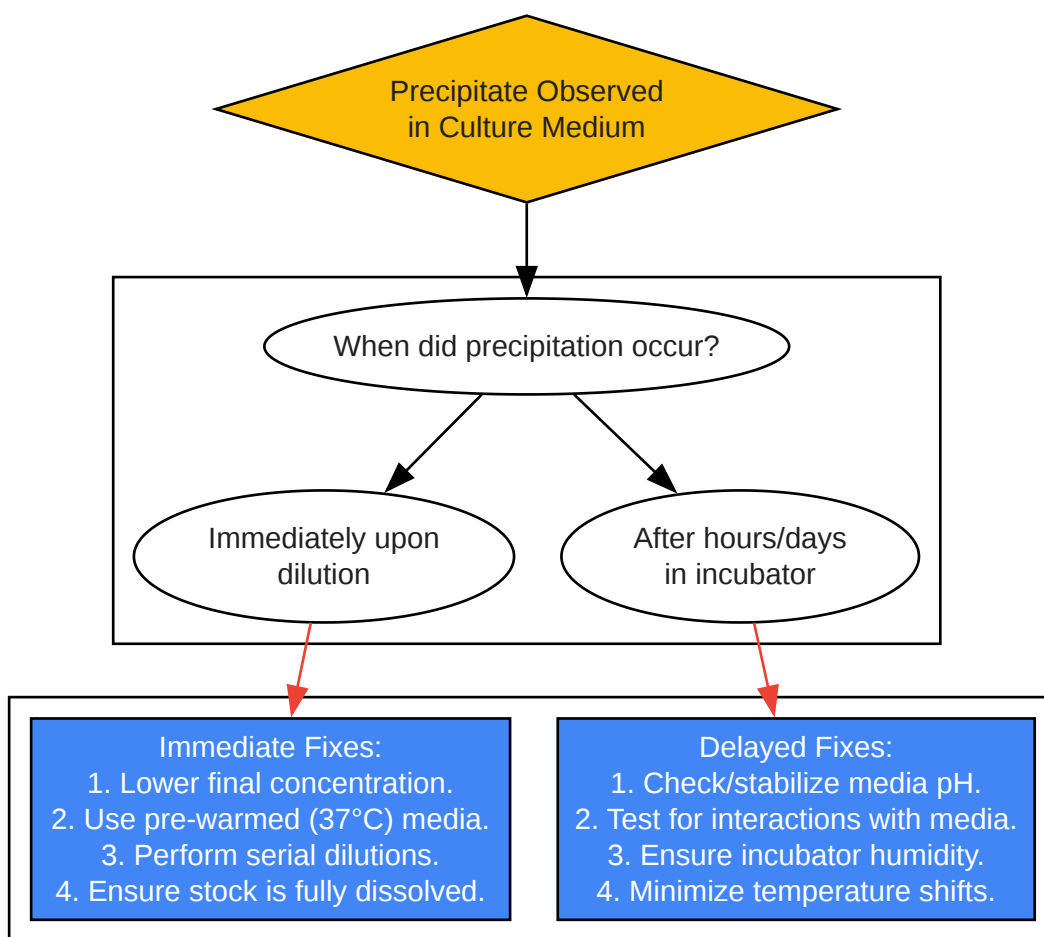 Precipitate Observed
in Culture Medium
When did precipitation occur?
Immediately upon
dilution
After hours/days
in incubator
Immediate Fixes:
1. Lower final concentration.
2. Use pre-warmed (37°C) media.
3. Perform serial dilutions.
4. Ensure stock is fully dissolved.
Delayed Fixes:
1. Check/stabilize media pH.
2. Test for interactions with media.
3. Ensure incubator humidity.
4. Minimize temperature shifts.